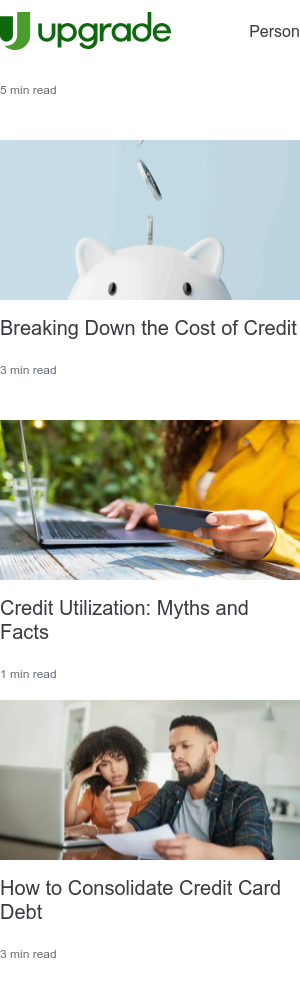 upgrade
Person
5 min read
Breaking Down the Cost of Credit
3 min read
Credit Utilization: Myths and
Facts
1 min read
How to Consolidate Credit Card
Debt
3 min read